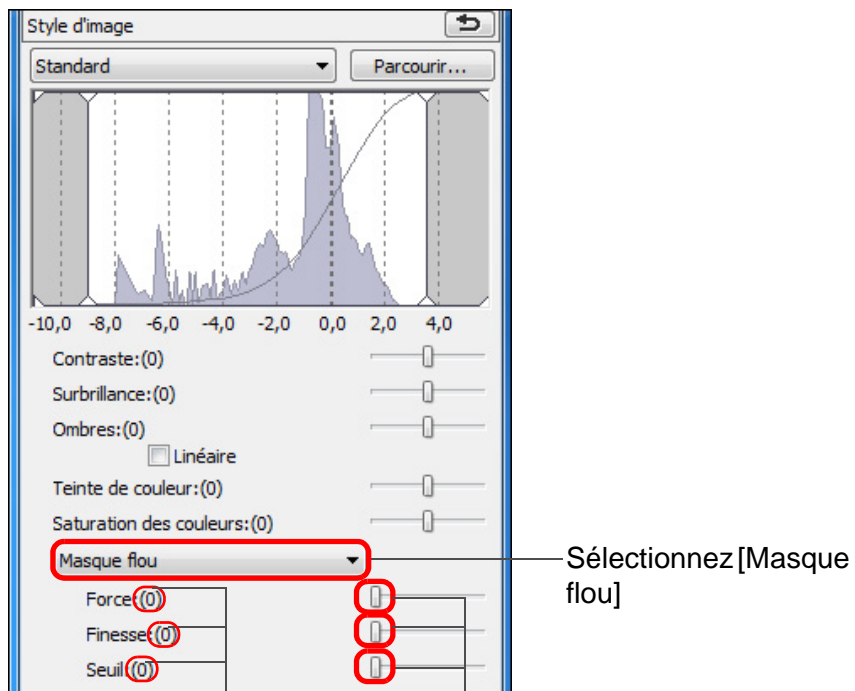 Style d'image
Standard Parcourir...
-10,0 -8,0 -6,0 -4,0 -2,0 0,0 2,0 4,0
Contraste:(0)
Surbrillance:(0)
Ombres:(0)
Linéaire
Teinte de couleur:(0)
Saturation des couleurs:(0)
Masque flou
Sélectionnez [Masque
flou]
Force:(0)
Finesse:(0)
Seuil:(0)